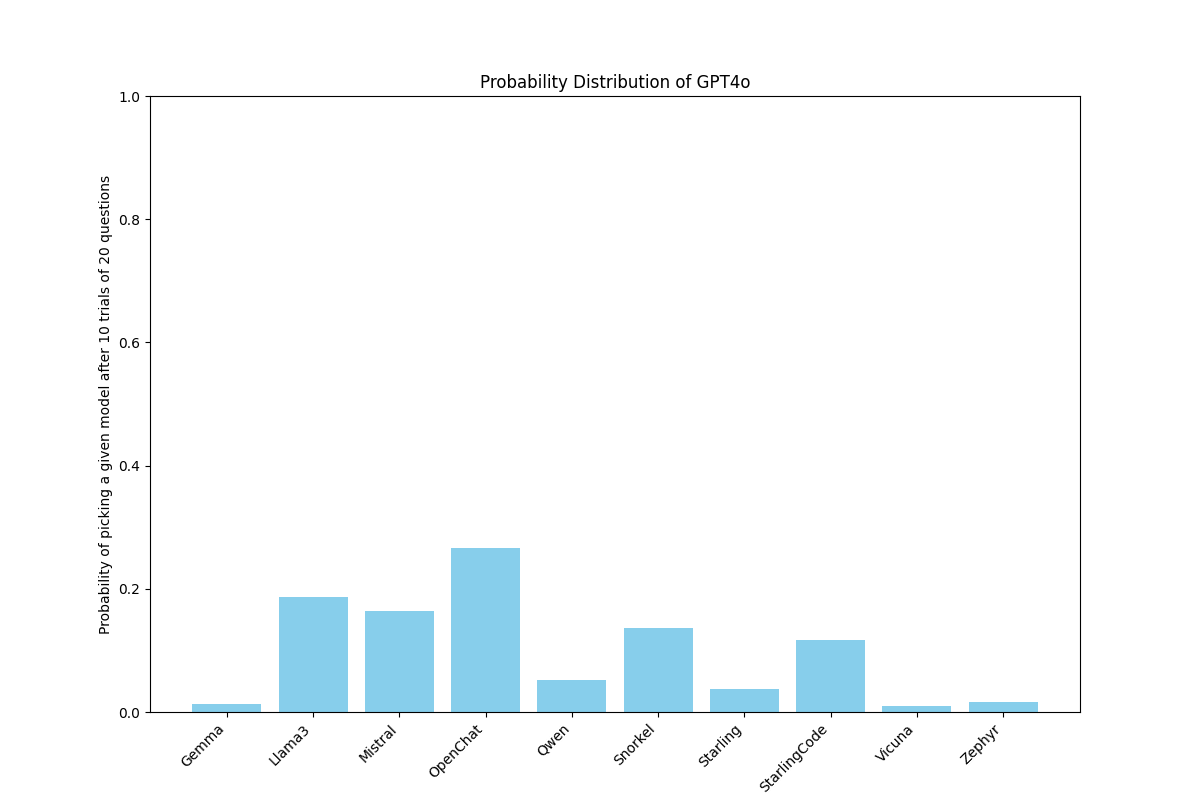 Probability Distribution of GPT4o
Probability of picking a given model after 10 trials of 20 questions
1.0
0.8
0.6
0.4
0.2
0.0
Gemma
Llama3
Mistral
OpenChat
Qwen
Snorkel
Starling
StarlingCode
Vicuna
Zephyr